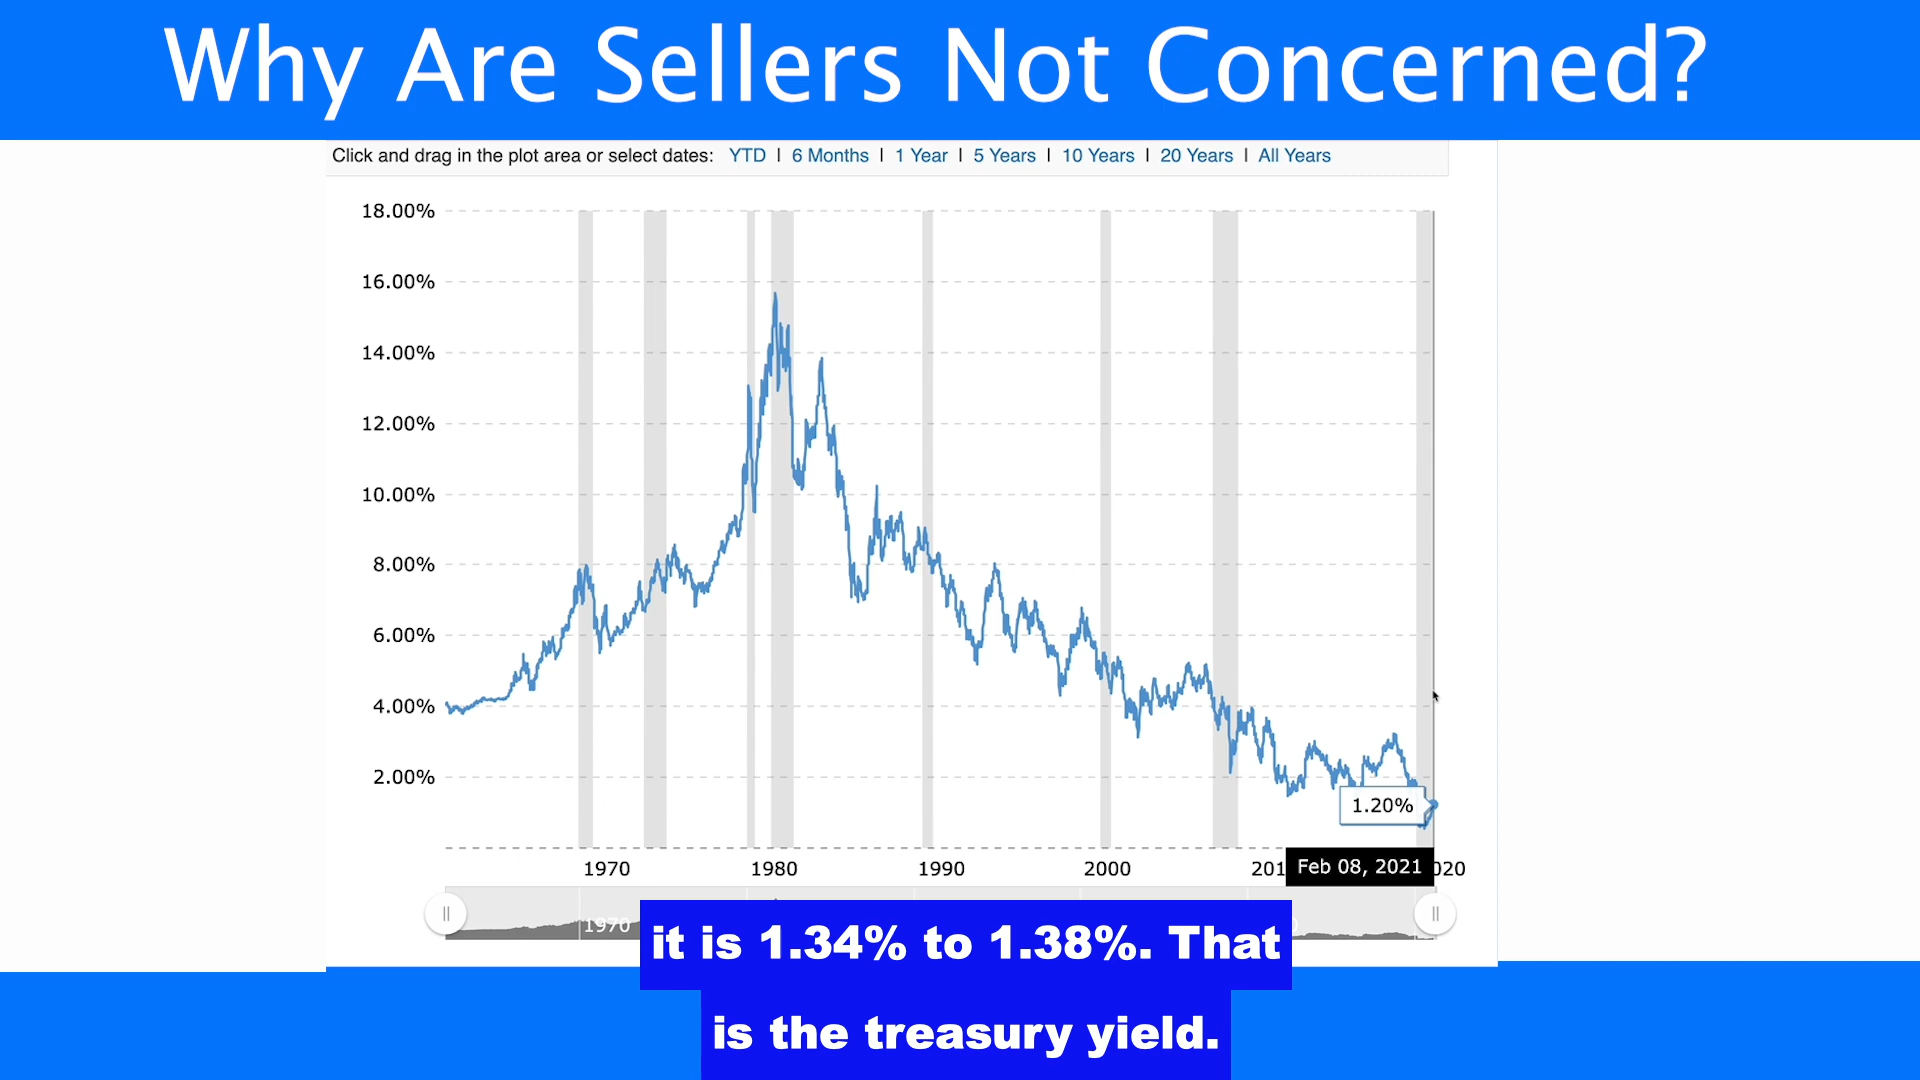 Why Are Sellers Not Concerned?
Click and drag in the plot area or select dates: YTD | 6 Months | 1 Year | 5 Years | 10 Years | 20 Years | All Years
18.00%
16.00%
14.00%
12.00%
10.00%
8.00%
6.00%
4.00%
2.00%
1.20%
1970 1980 1990 2000 201 Feb 08, 2021 020
1970
it is 1.34% to 1.38%. That
is the treasury yield.